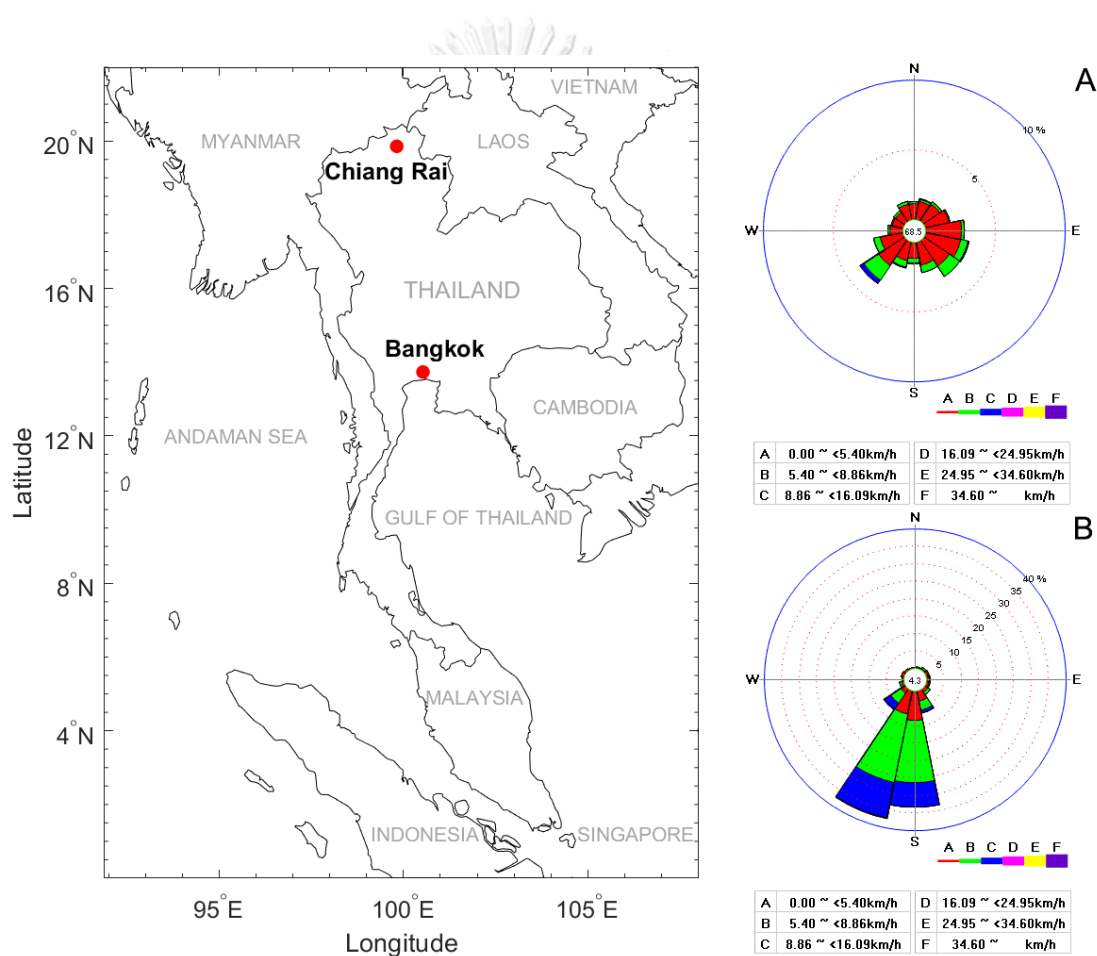 VIETNAM
20°N
MYANMAR
LAOS
Chiang Rai
16°N
THAILAND
Bangkok
CAMBODIA
12°N
ANDAMAN SEA
Latitude
GULF OF THAILAND
8°N
MALAYSIA
4°N
INDONESIA
SINGAPORE
95°E
100°E
105°E
Longitude
A
N
10 %
5.
W
68.5
E
S
A B C D E F
A 0.00 ~ <5.40km/h D 16.09 ~ <24.95km/h
B 5.40 ~ <8.86km/h E 24.95 ~ <34.60km/h
C 8.86 ~ <16.09km/h F 34.60 ~ km/h
B
N
40 %
35
30
25
20
15
10
5
W
4.3
E
S
A B C D E F
A 0.00 ~ <5.40km/h D 16.09 ~ <24.95km/h
B 5.40 ~ <8.86km/h E 24.95 ~ <34.60km/h
C 8.86 ~ <16.09km/h F 34.60 ~ km/h